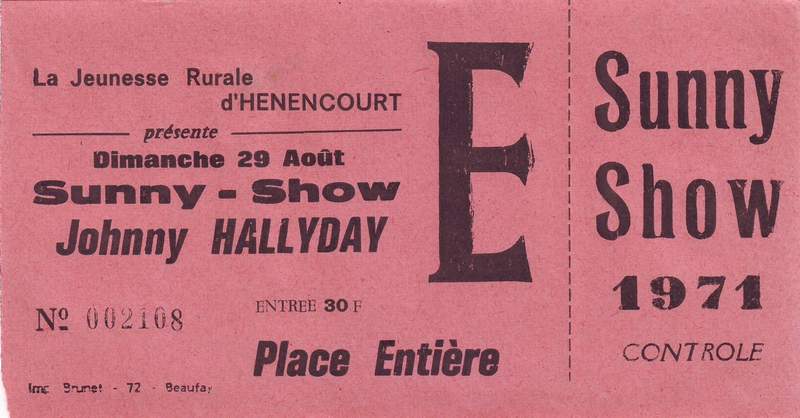 La Jeunesse Rurale
d'HENENCOURT
présente
Dimanche 29 Août
Sunny - Show
Johnny HALLYDAY
Nº 002108
ENTREE 30 F
Place Entière
Imp. Brunet - 72 - Beaufay
E
Sunny
Show
1971
CONTROLE